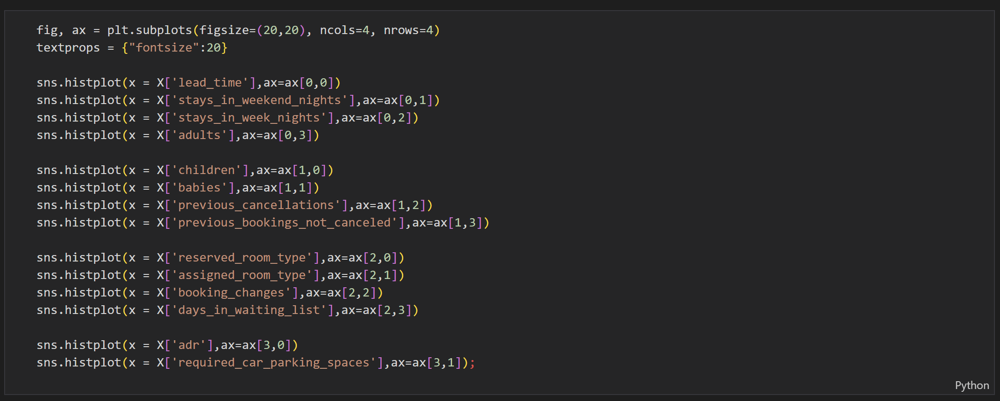 fig, ax = plt.subplots(figsize=(20,20), ncols=4, nrows=4)
textprops = {"fontsize":20}
sns.histplot(x = X['lead_time'],ax=ax[0,0])
sns.histplot(x = X['stays_in_weekend_nights'],ax=ax[0,1])
sns.histplot(x = X['stays_in_week_nights'],ax=ax[0,2])
sns.histplot(x = X['adults'],ax=ax[0,3])
sns.histplot(x = X['children'],ax=ax[1,0])
sns.histplot(x = X['babies'],ax=ax[1,1])
sns.histplot(x = X['previous_cancellations'],ax=ax[1,2])
sns.histplot(x = X['previous_bookings_not_canceled'],ax=ax[1,3])
sns.histplot(x = X['reserved_room_type'],ax=ax[2,0])
sns.histplot(x = X['assigned_room_type'],ax=ax[2,1])
sns.histplot(x = X['booking_changes'],ax=ax[2,2])
sns.histplot(x = X['days_in_waiting_list'],ax=ax[2,3])
sns.histplot(x = X['adr'],ax=ax[3,0])
sns.histplot(x = X['required_car_parking_spaces'],ax=ax[3,1]);
Python